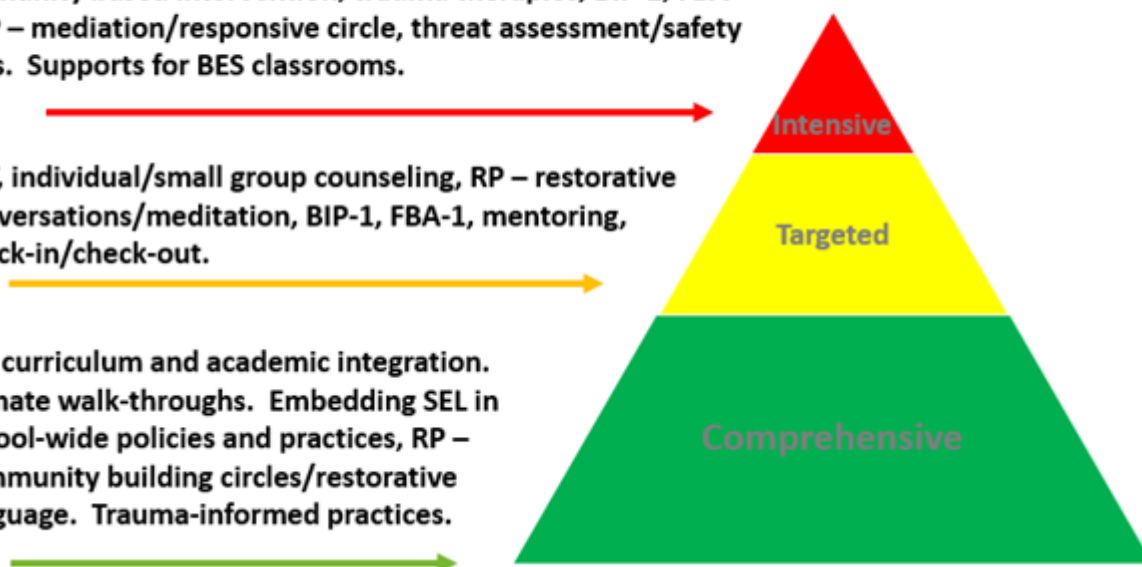 – mediation/responsive circle, threat assessment/safety
Supports for BES classrooms.
Intensive
individual/small group counseling, RP – restorative
versations/meditation, BIP-1, FBA-1, mentoring,
ck-in/check-out.
Targeted
curriculum and academic integration.
nate walk-throughs. Embedding SEL in
ool-wide policies and practices, RP –
mmunity building circles/restorative
guage. Trauma-informed practices.
Comprehensive